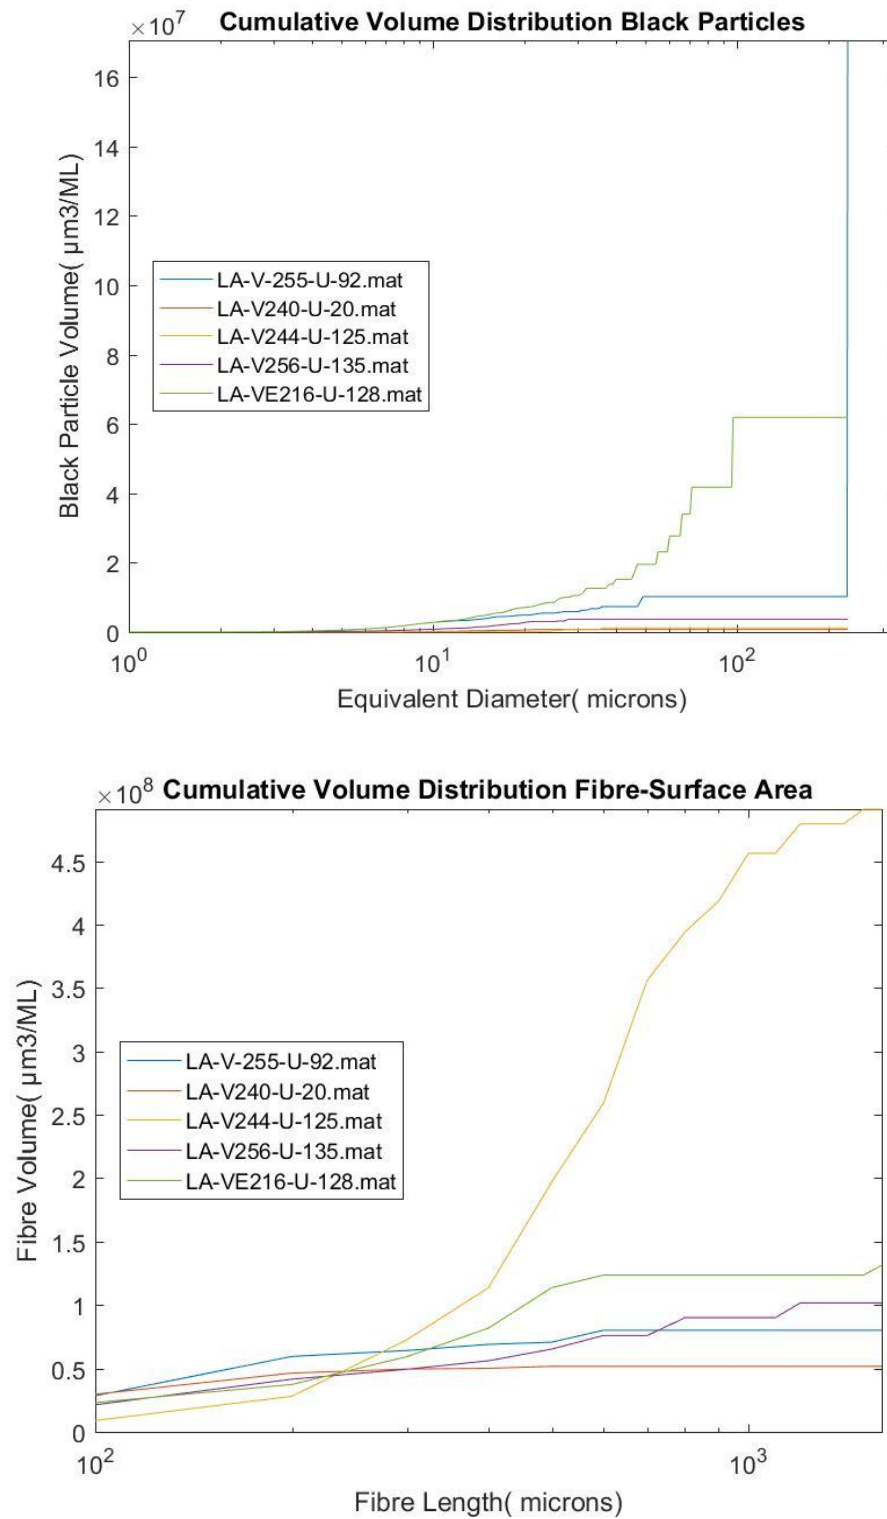 ×10^7 Cumulative Volume Distribution Black Particles
16
14
12
10
8
6
4
2
0
Black Particle Volume( µm3/ML)
LA-V-255-U-92.mat
LA-V240-U-20.mat
LA-V244-U-125.mat
LA-V256-U-135.mat
LA-VE216-U-128.mat
10^0 10^1 10^2
Equivalent Diameter( microns)
×10^8 Cumulative Volume Distribution Fibre-Surface Area
4.5
4
3.5
3
2.5
2
1.5
1
0.5
0
Fibre Volume( µm3/ML)
LA-V-255-U-92.mat
LA-V240-U-20.mat
LA-V244-U-125.mat
LA-V256-U-135.mat
LA-VE216-U-128.mat
10^2 10^3
Fibre Length( microns)